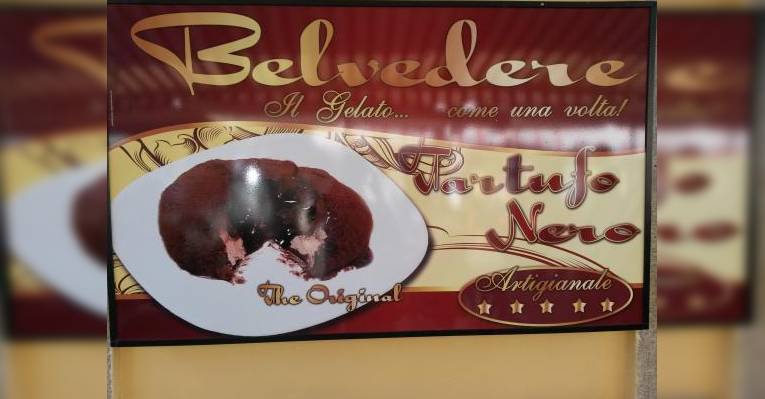 Belvedere
Il Gelato... come una volta!
Tartufo
Nero
The Original
Artigianale